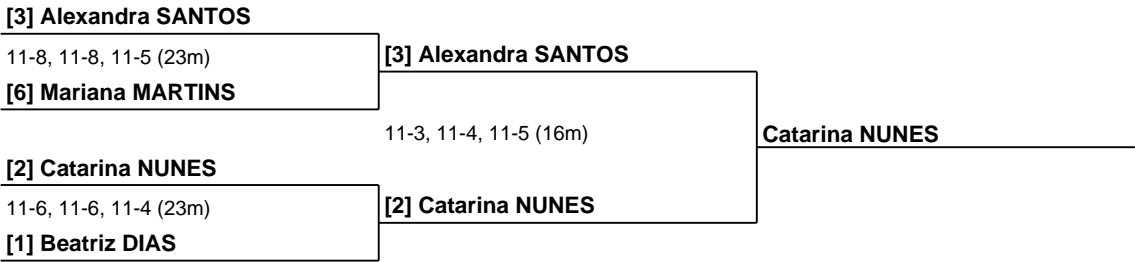 [3] Alexandra SANTOS
11-8, 11-8, 11-5 (23m)
[3] Alexandra SANTOS
[6] Mariana MARTINS
11-3, 11-4, 11-5 (16m)
Catarina NUNES
[2] Catarina NUNES
11-6, 11-6, 11-4 (23m)
[2] Catarina NUNES
[1] Beatriz DIAS